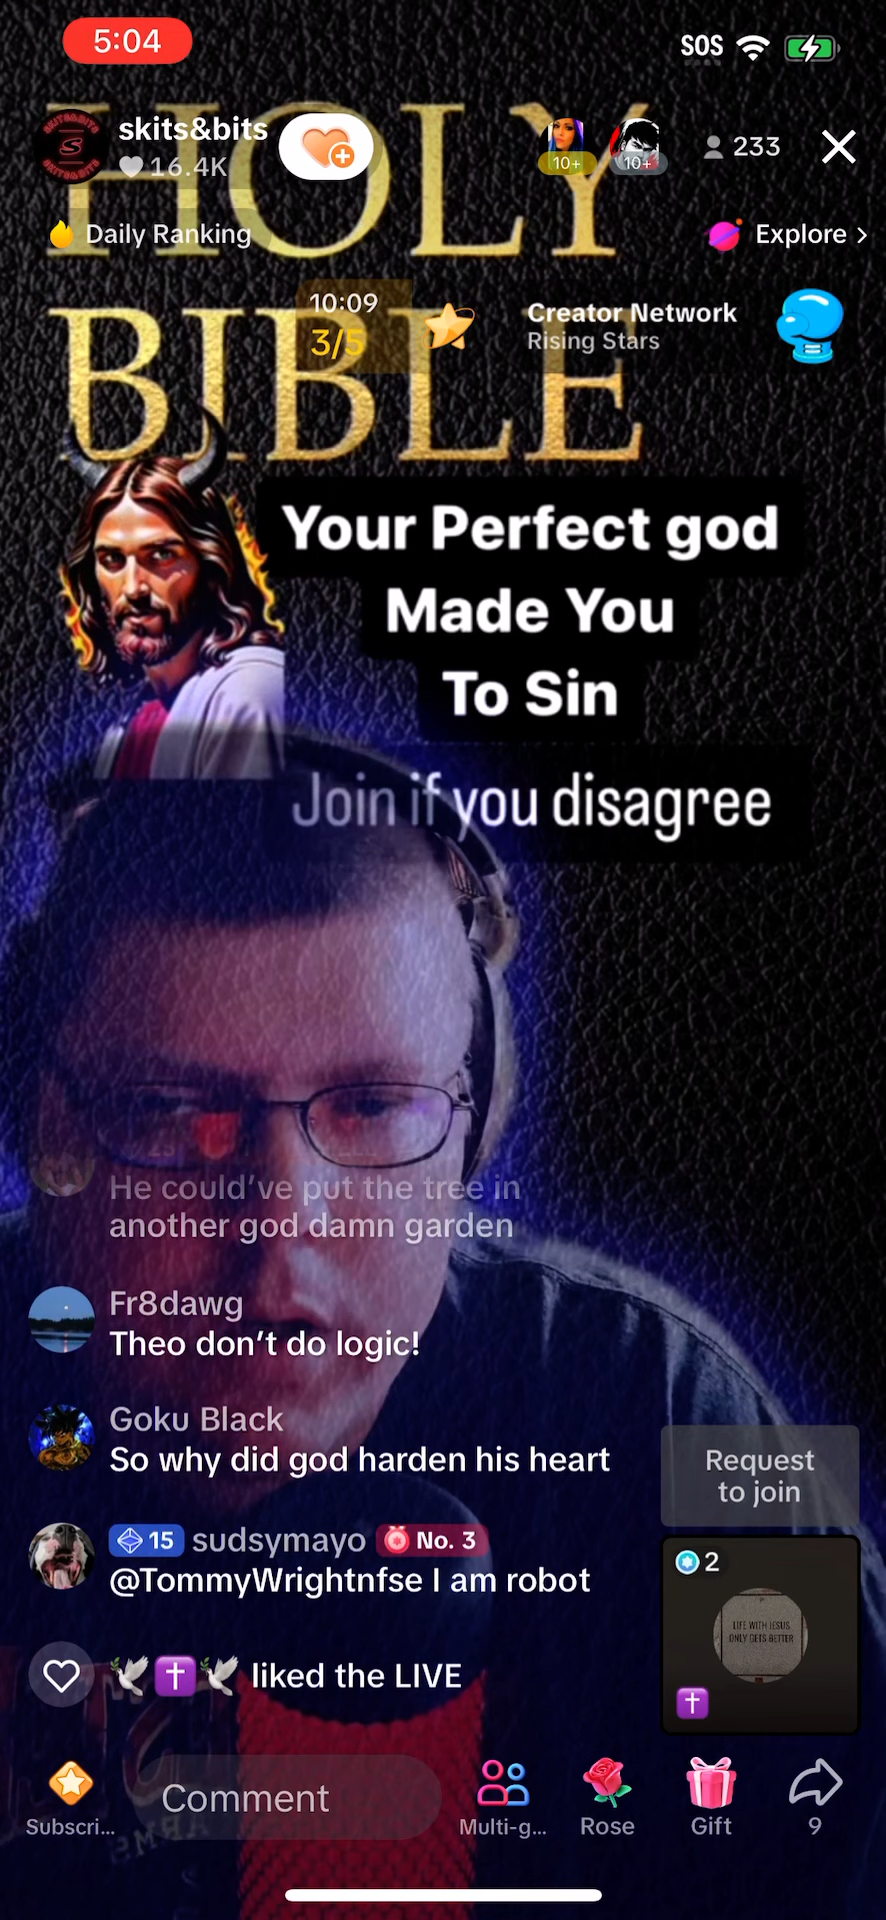 5:04
SOS
HOLY
BIBLE
skits&bits
16.4K
10+
10+
233
Daily Ranking
Explore >
10:09
3/5
Creator Network
Rising Stars
Your Perfect god
Made You
To Sin
Join if you disagree
He could've put the tree in
another god damn garden
Fr8dawg
Theo don't do logic!
Goku Black
So why did god harden his heart
15 sudsymayo No. 3
@TommyWrightnfse I am robot
🕊️✝️🕊️ liked the LIVE
Request
to join
2
LIFE WITH JESUS
ONLY GETS BETTER
✝️
Subscri...
Comment
Multi-g...
Rose
Gift
9